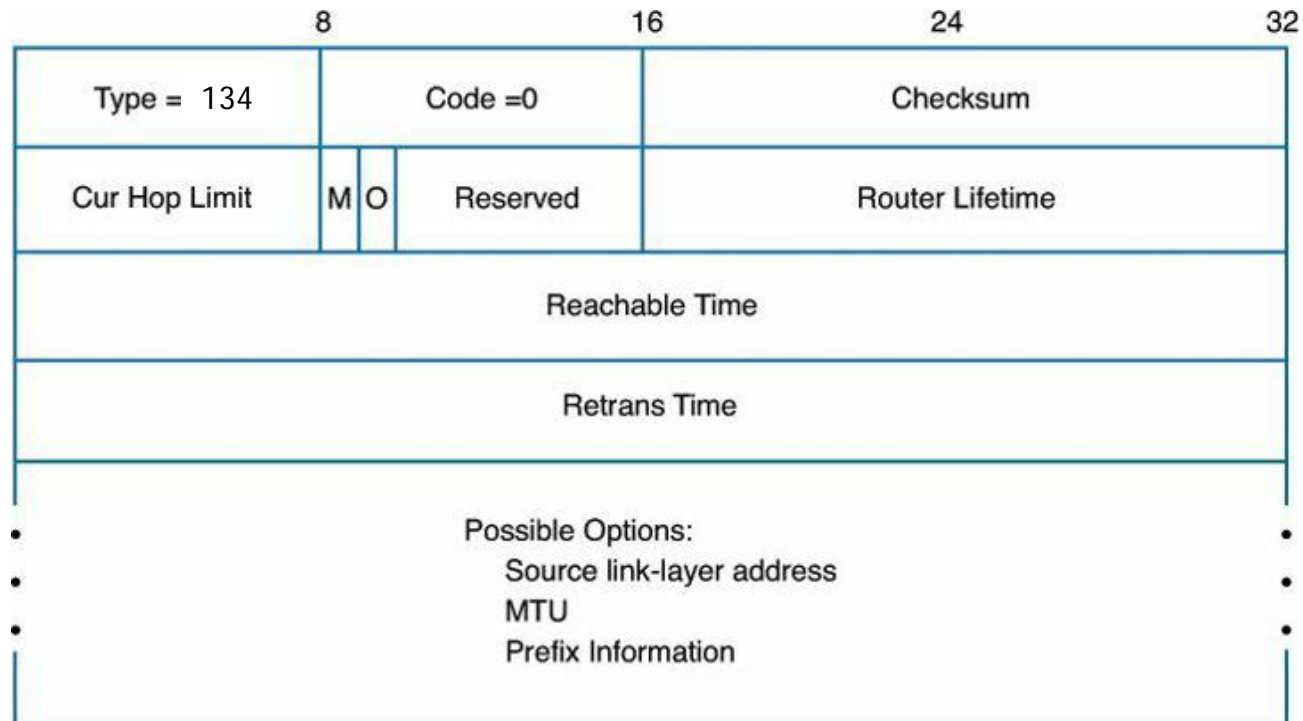 8 16 24 32
Type = 134 Code =0 Checksum
Cur Hop Limit M O Reserved Router Lifetime
Reachable Time
Retrans Time
Possible Options:
Source link-layer address
MTU
Prefix Information